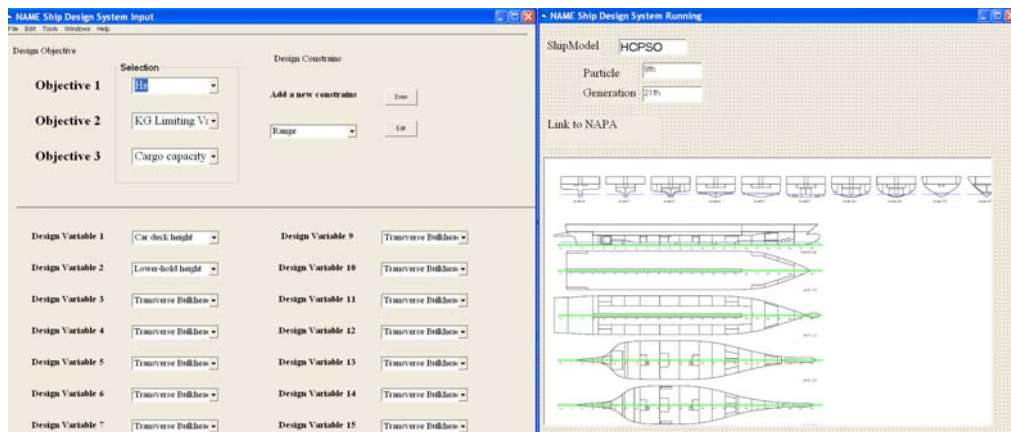 NAME Ship Design System Input
File Edit Tools Windows Help
Design Objective
Selection
Design Constrains
Objective 1
Hs
Add a new constrains
Enter
Objective 2
KG Limiting Va
Range
Edit
Objective 3
Cargo capacity
Design Variable 1
Car deck height
Design Variable 9
Transverse Bulkhea
Design Variable 2
Lower-hold height
Design Variable 10
Transverse Bulkhea
Design Variable 3
Transverse Bulkhea
Design Variable 11
Transverse Bulkhea
Design Variable 4
Transverse Bulkhea
Design Variable 12
Transverse Bulkhea
Design Variable 5
Transverse Bulkhea
Design Variable 13
Transverse Bulkhea
Design Variable 6
Transverse Bulkhea
Design Variable 14
Transverse Bulkhea
Design Variable 7
Transverse Bulkhea
Design Variable 15
Transverse Bulkhea
NAME Ship Design System Running
ShipModel
HCPSO
Particle
9th
Generation
21th
Link to NAPA